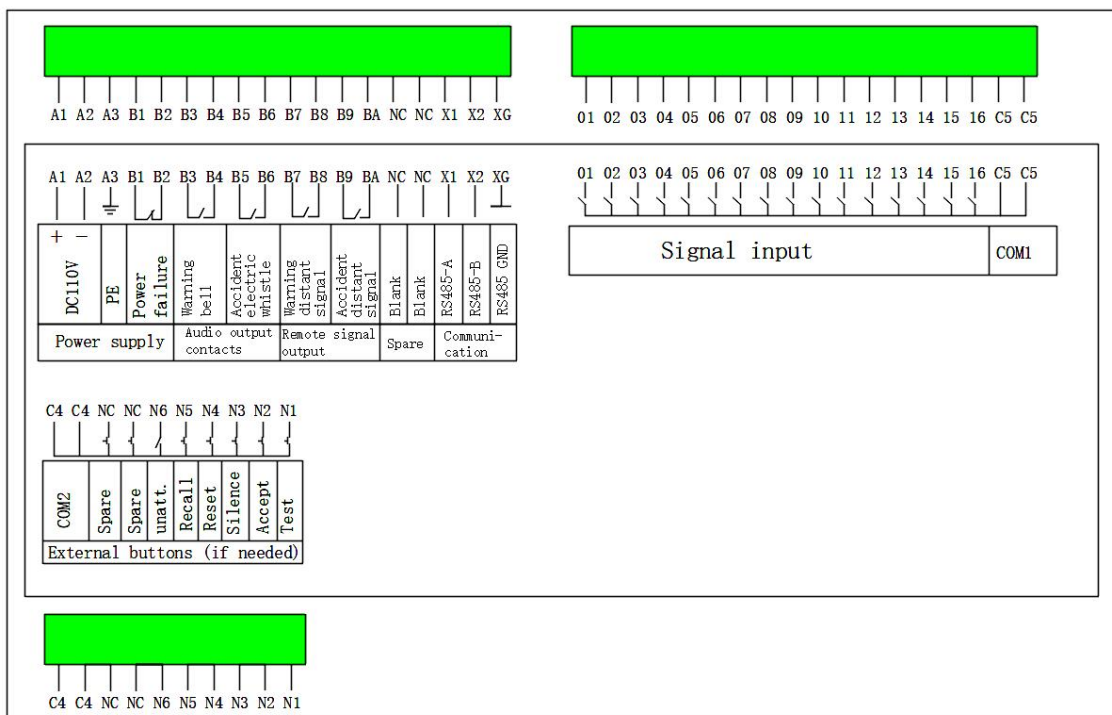 A1 A2 A3 B1 B2 B3 B4 B5 B6 B7 B8 B9 BA NC NC X1 X2 XG
01 02 03 04 05 06 07 08 09 10 11 12 13 14 15 16 C5 C5
A1 A2 A3 B1 B2 B3 B4 B5 B6 B7 B8 B9 BA NC NC X1 X2 XG
+ −
DC110V
PE
Power
failure
Warning
bell
Accident
electric
whistle
Warning
distant
signal
Accident
distant
signal
Blank
Blank
RS485-A
RS485-B
RS485 GND
Power supply
Audio output
contacts
Remote signal
output
Spare
Communi-
cation
01 02 03 04 05 06 07 08 09 10 11 12 13 14 15 16 C5 C5
Signal input
COM1
C4 C4 NC NC N6 N5 N4 N3 N2 N1
COM2
Spare
Spare
unatt.
Recall
Reset
Silence
Accept
Test
External buttons (if needed)
C4 C4 NC NC N6 N5 N4 N3 N2 N1